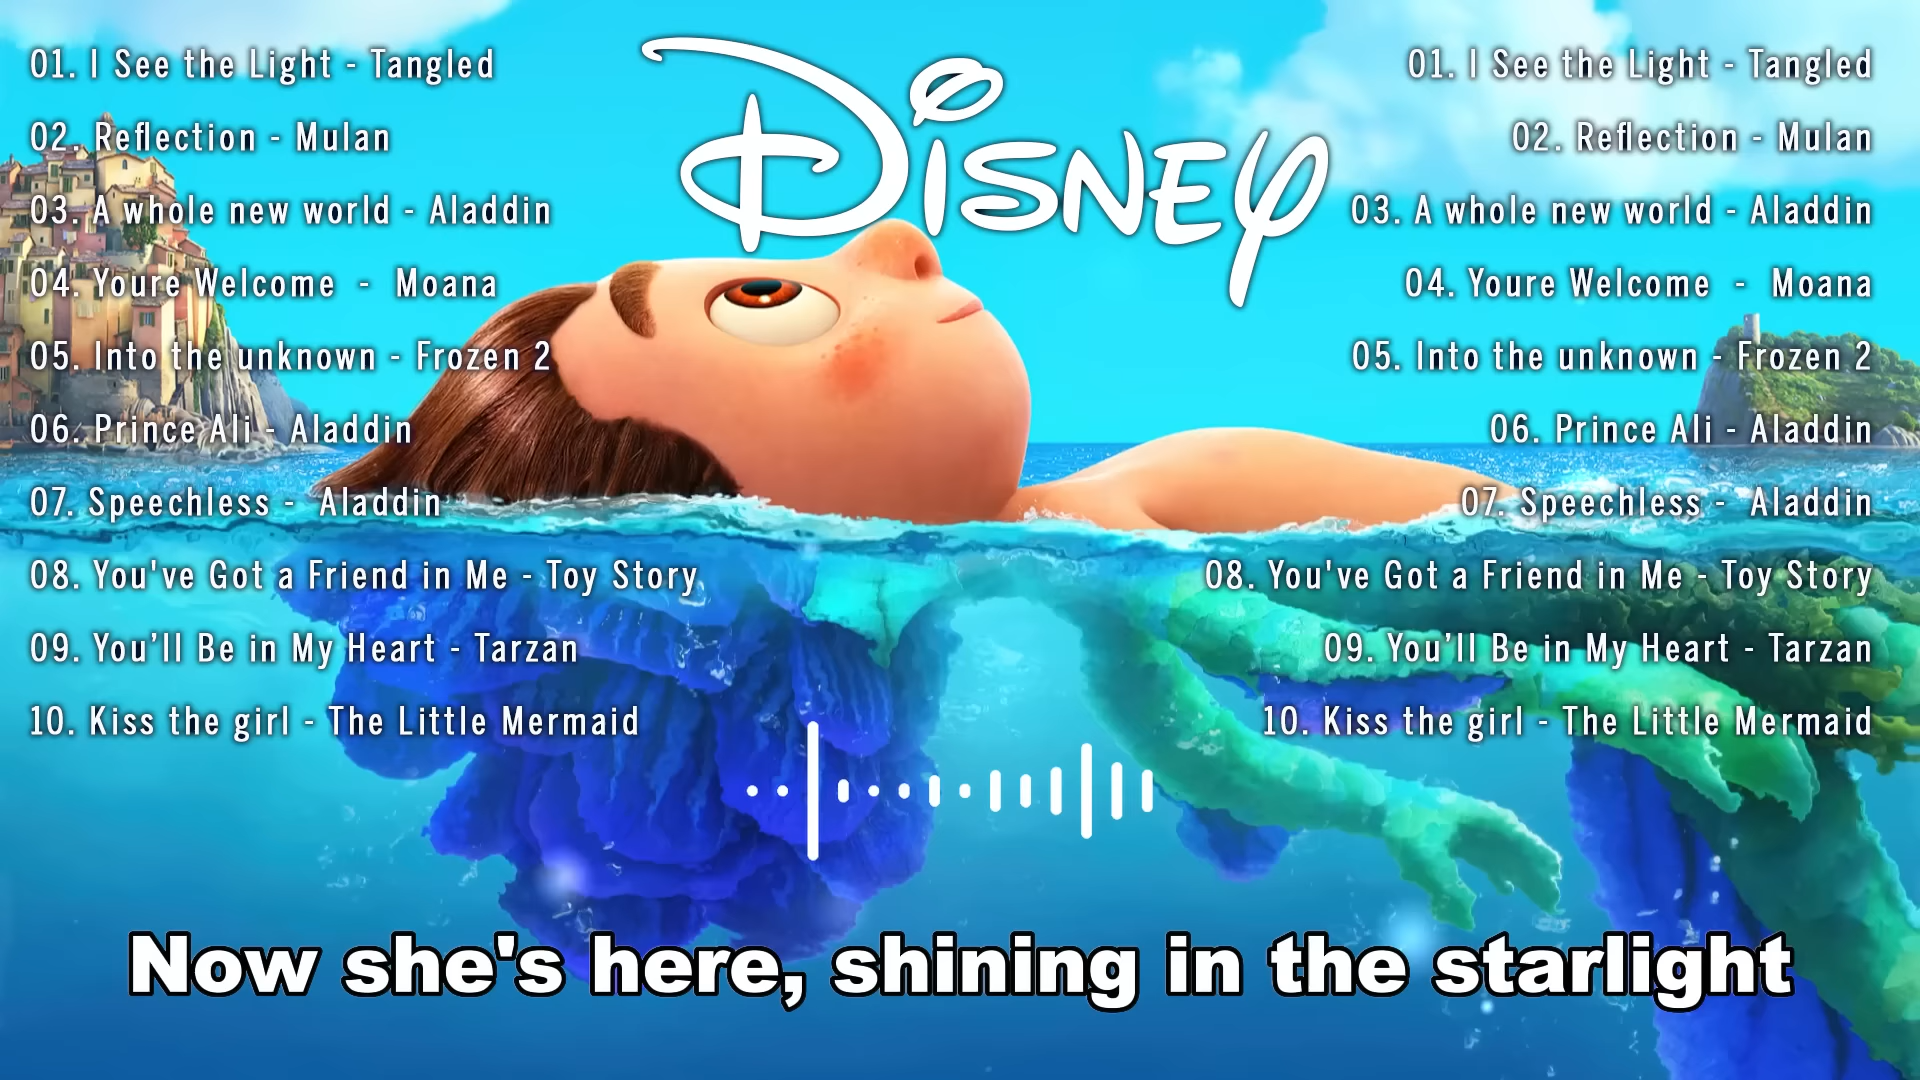 DISNEY
01. I See the Light - Tangled
02. Reflection - Mulan
03. A whole new world - Aladdin
04. Youre Welcome - Moana
05. Into the unknown - Frozen 2
06. Prince Ali - Aladdin
07. Speechless - Aladdin
08. You've Got a Friend in Me - Toy Story
09. You’ll Be in My Heart - Tarzan
10. Kiss the girl - The Little Mermaid
01. I See the Light - Tangled
02. Reflection - Mulan
03. A whole new world - Aladdin
04. Youre Welcome - Moana
05. Into the unknown - Frozen 2
06. Prince Ali - Aladdin
07. Speechless - Aladdin
08. You've Got a Friend in Me - Toy Story
09. You’ll Be in My Heart - Tarzan
10. Kiss the girl - The Little Mermaid
Now she's here, shining in the starlight